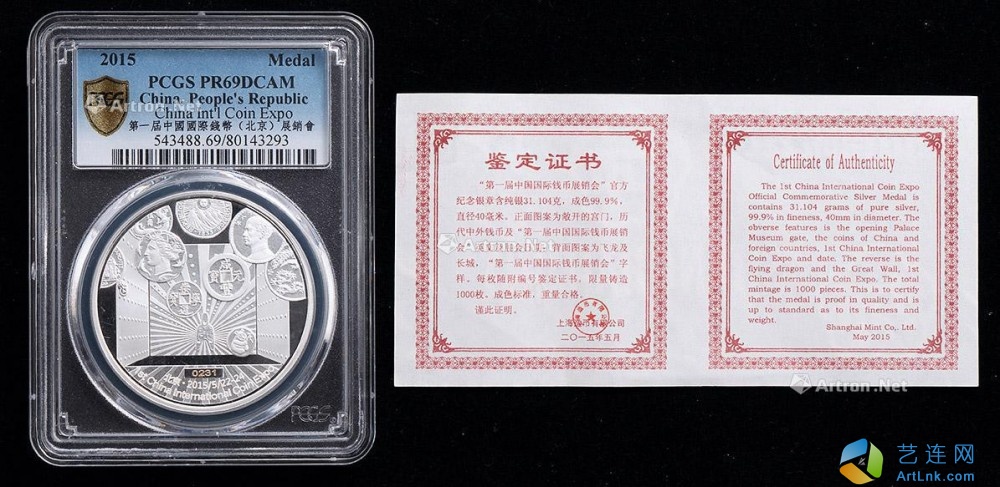 2015 Medal
PCGS PR69DCAM
China, People's Republic
China int'l Coin Expo
第一届中國國際錢幣（北京）展銷會
543488.69/80143293
0231
北京·2015/5/22-24
1st China International Coin Expo
PCGS
鉴定证书
“第一届中国国际钱币展销会”官方
纪念银章含纯银31.104克，成色99.9%，
直径40毫米。正面图案为敞开的宫门，历
代中外钱币及“第一届中国国际钱币展销
背面图案为飞龙及
长城，“第一届中国国际钱币展销会”字
样。每枚随附编号鉴定证书，限量铸造
1000枚，成色标准，重量合格。
谨此证明。
上海 币有限公司
二〇一五年五月
Certificate of Authenticity
The 1st China International Coin Expo
Official Commemorative Silver Medal is
contains 31.104 grams of pure silver,
99.9% in fineness, 40mm in diameter. The
obverse features is the opening Palace
Museum gate, the coins of China and
foreign countries, 1st China International
Coin Expo and date. The reverse is the
flying dragon and the Great Wall, 1st
China International Coin Expo. The total
mintage is 1000 pieces. This is to certify
that the medal is proof in quality and is
up to standard as to its fineness and
weight.
Shanghai Mint Co., Ltd.
May 2015
Artron.Net
艺连网
ArtLnk.com